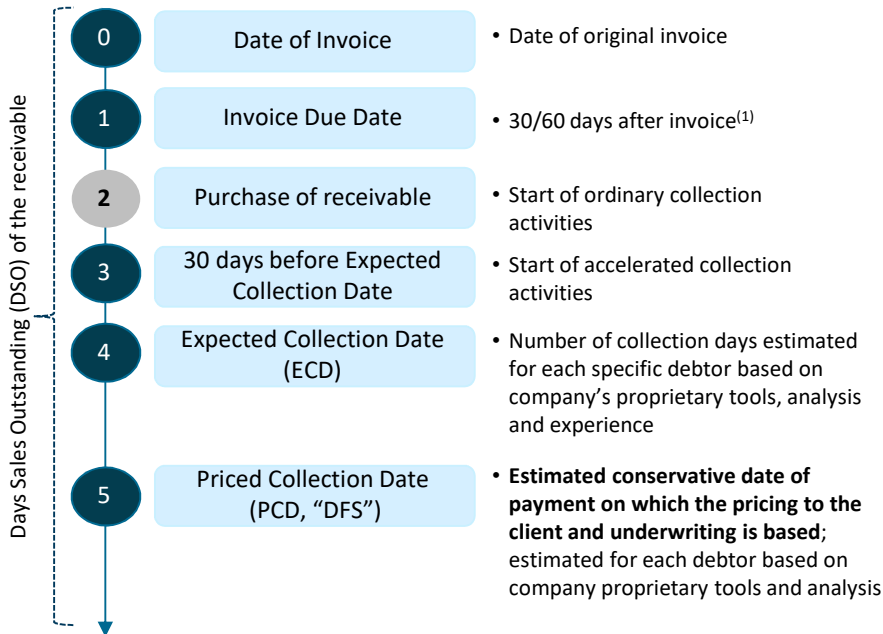 Days Sales Outstanding (DSO) of the receivable
0
Date of Invoice
• Date of original invoice
1
Invoice Due Date
• 30/60 days after invoice(1)
2
Purchase of receivable
• Start of ordinary collection
activities
3
30 days before Expected
Collection Date
• Start of accelerated collection
activities
4
Expected Collection Date
(ECD)
• Number of collection days estimated
for each specific debtor based on
company’s proprietary tools, analysis
and experience
5
Priced Collection Date
(PCD, “DFS”)
• Estimated conservative date of
payment on which the pricing to the
client and underwriting is based;
estimated for each debtor based on
company proprietary tools and analysis